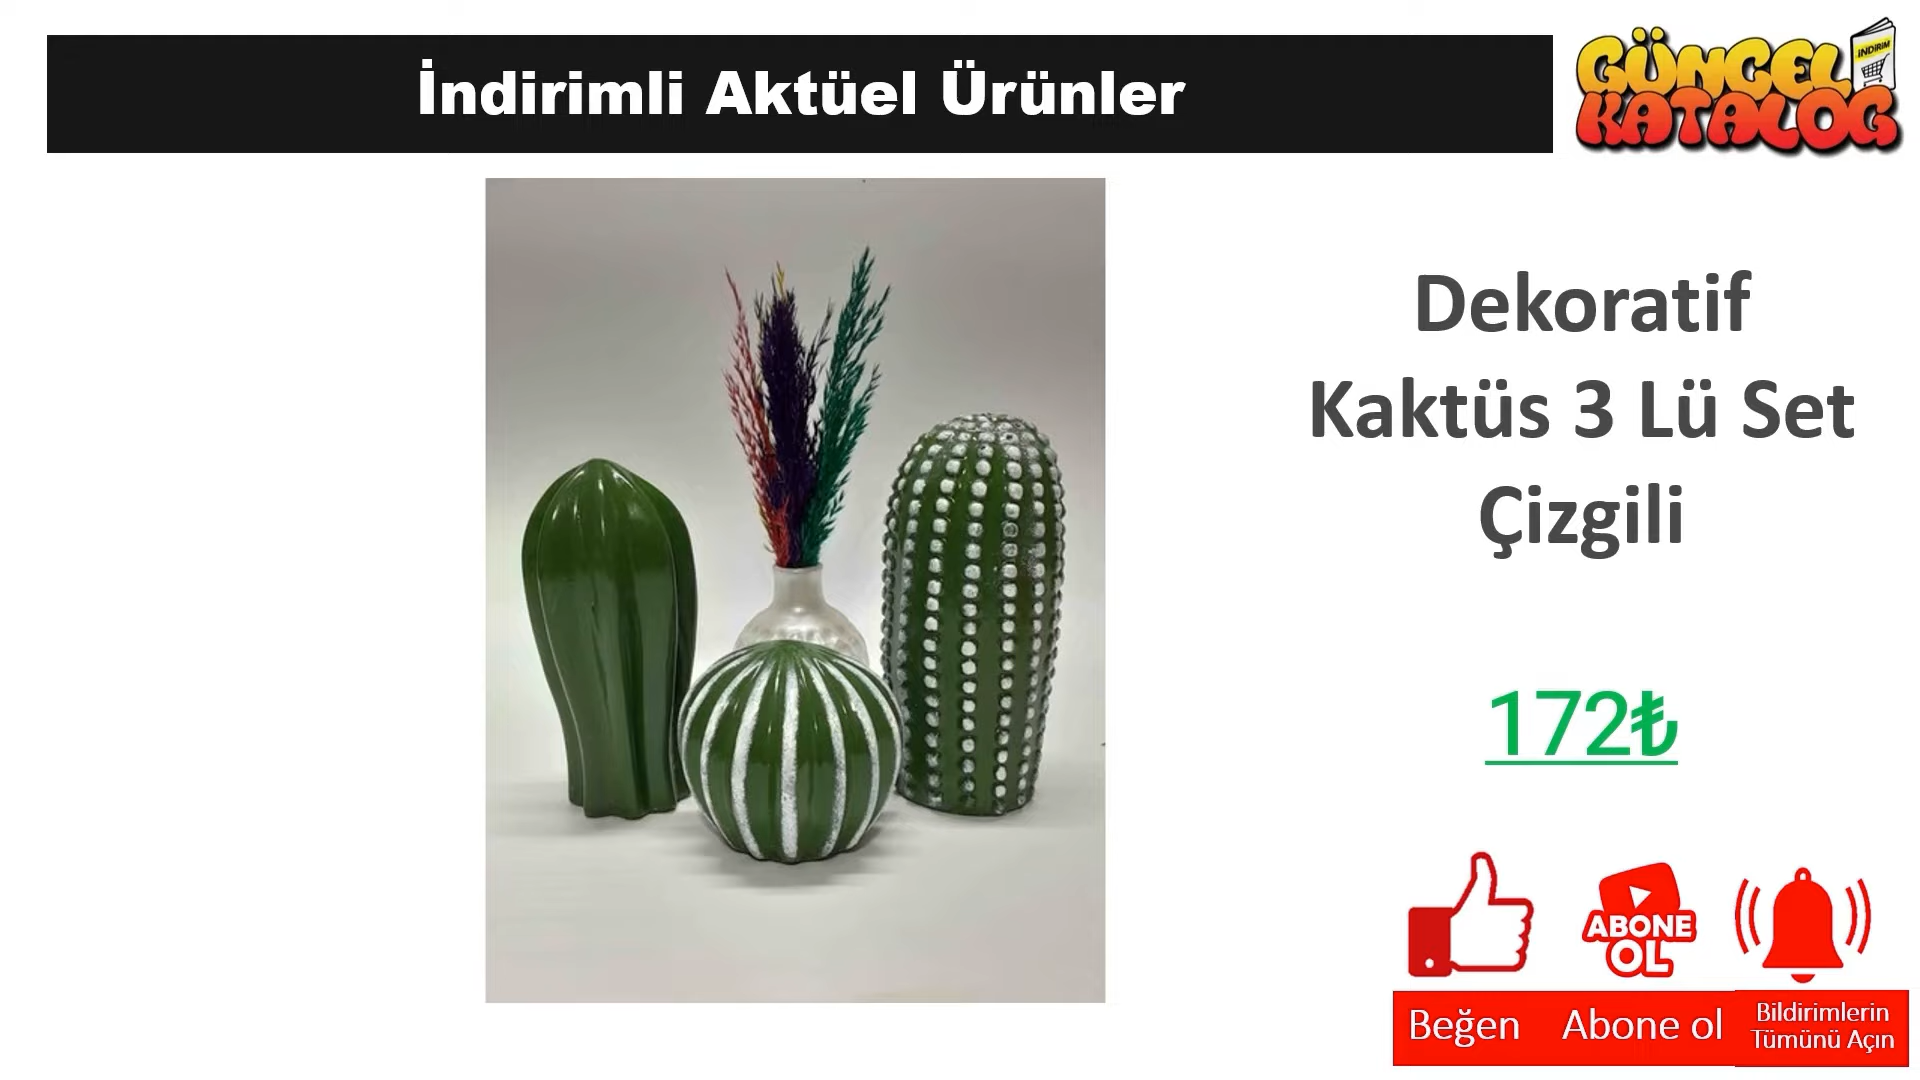 İndirimli Aktüel Ürünler
GÜNCEL
KATALOG
İNDİRİM
Dekoratif
Kaktüs 3 Lü Set
Çizgili
172₺
ABONE
OL
Beğen
Abone ol
Bildirimlerin
Tümünü Açın